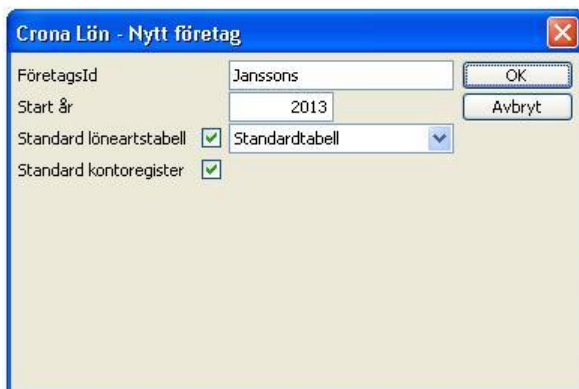 Crona Lön - Nytt företag
FöretagsId Janssons OK
Start år 2013 Avbryt
Standard löneartstabell Standardtabell
Standard kontoregister